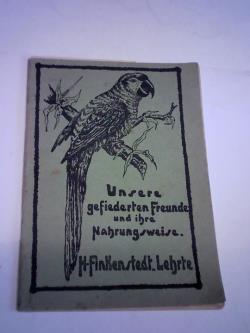 Unsere
gefiederten Freunde
und ihre
Nahrungsweise.
H. Finkenstedt. Lehrte